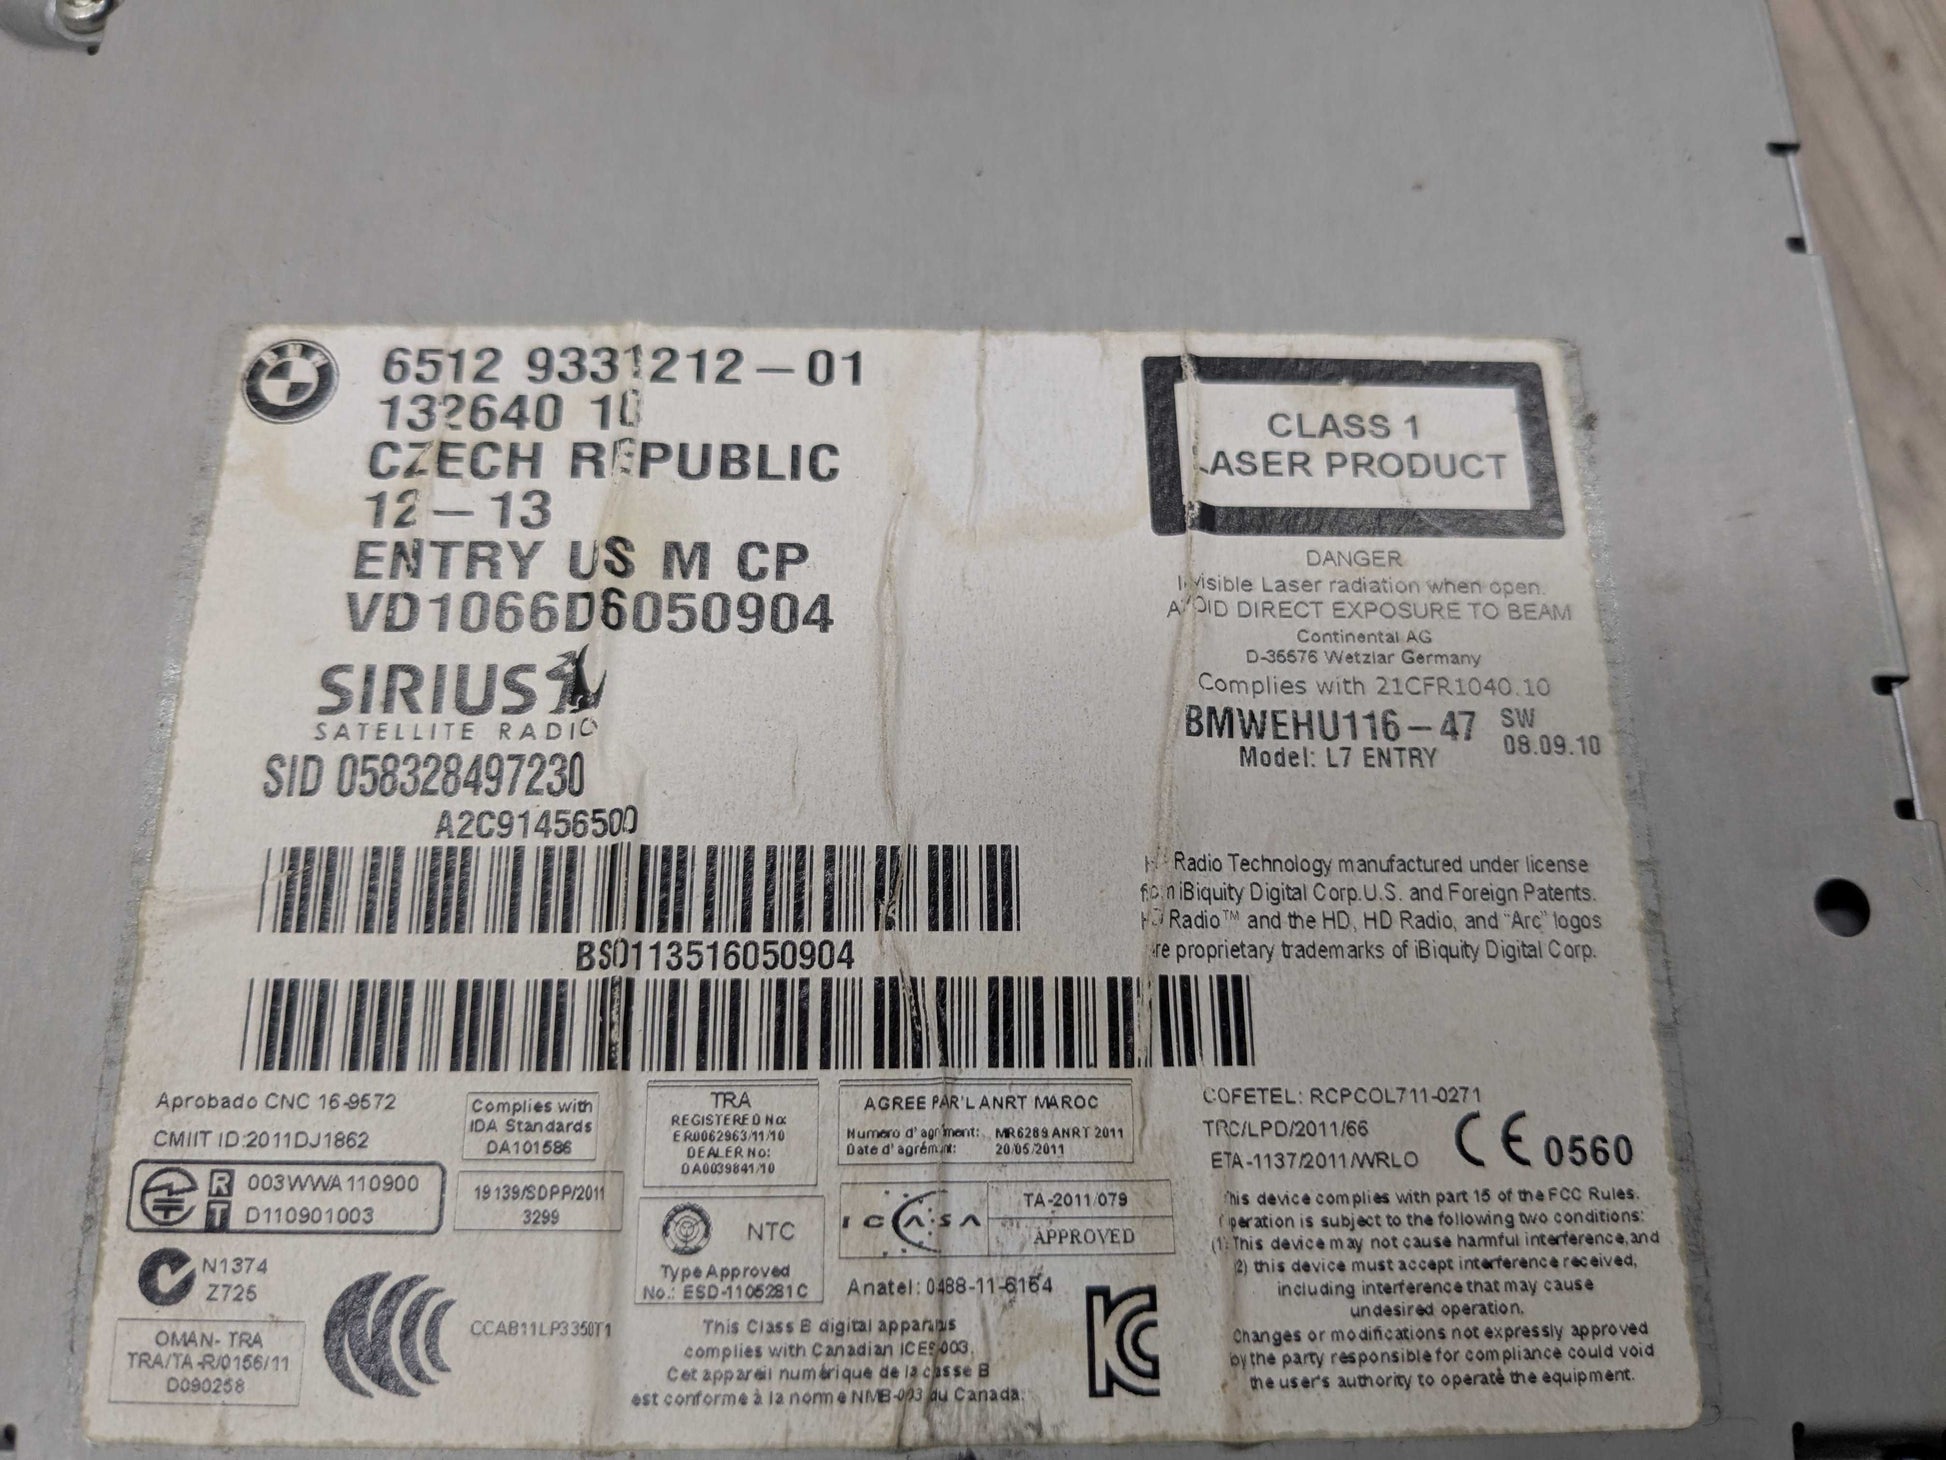 BMW
6512 9331212-01
132640 10
CZECH REPUBLIC
12-13
ENTRY US M CP
VD1066D6050904
SIRIUS
SATELLITE RADIO
SID 058328497230
A2C91456500
BS0113516050904
CLASS 1
LASER PRODUCT
DANGER
Invisible Laser radiation when open.
AVOID DIRECT EXPOSURE TO BEAM
Continental AG
D-35576 Wetzlar Germany
Complies with 21CFR1040.10
BMWEHU116-47 SW
Model: L7 ENTRY 08.09.10
HD Radio Technology manufactured under license
from iBiquity Digital Corp. U.S. and Foreign Patents.
HD Radio™ and the HD, HD Radio, and "Arc" logos
are proprietary trademarks of iBiquity Digital Corp.
Aprobado CNC 16-9572
CMIIT ID:2011DJ1862
R 003WWA110900
T D110901003
N1374
Z725
OMAN- TRA
TRA/TA-R/0156/11
D090258
Complies with
IDA Standards
DA101586
19139/SDPP/2011
3299
CCAB11LP3350T1
TRA
REGISTERED No:
ER0062963/11/10
DEALER No:
DA0039841/10
NTC
Type Approved
No.: ESD-1105281C
AGREE PAR'L ANRT MAROC
Numero d'agrément: MR6289 ANRT 2011
Date d'agrément: 20/05/2011
ICASA
TA-2011/079
APPROVED
Anatel: 0488-11-6164
This Class B digital apparatus
complies with Canadian ICES-003.
Cet appareil numérique de la classe B
est conforme à la norme NMB-003 du Canada.
COFETEL: RCPCOL711-0271
TRC/LPD/2011/66
ETA-1137/2011/WRLO
CE 0560
This device complies with part 15 of the FCC Rules.
Operation is subject to the following two conditions:
(1) This device may not cause harmful interference, and
(2) this device must accept interference received,
including interference that may cause
undesired operation.
Changes or modifications not expressly approved
by the party responsible for compliance could void
the user's authority to operate the equipment.